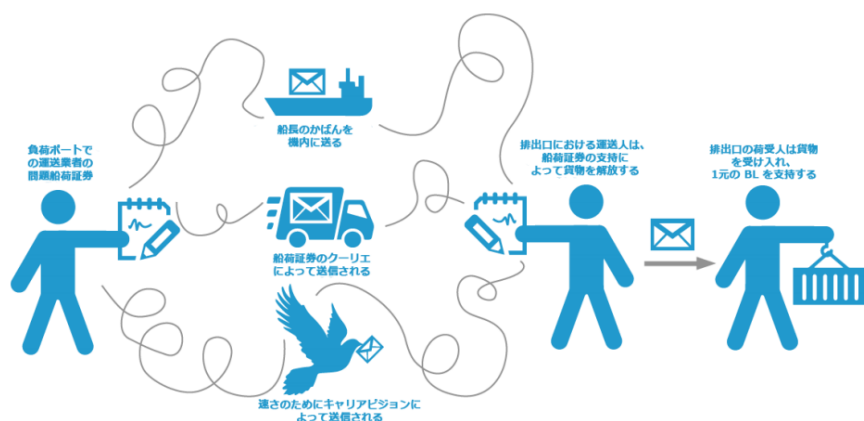 負荷ポートで
の運送業者の
問題船荷証券
船長のかばんを
機内に送る
船荷証券のクーリエ
によって送信される
速さのためにキャリアピジョンに
よって送信される
排出口における運送人は、
船荷証券の支持に
よって貨物を解放する
排出口の荷受人は貨物
を受け入れ、
1元の BL を支持する